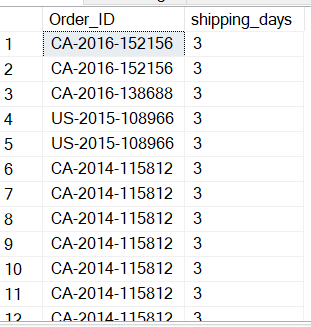 Order_ID shipping_days
1 CA-2016-152156 3
2 CA-2016-152156 3
3 CA-2016-138688 3
4 US-2015-108966 3
5 US-2015-108966 3
6 CA-2014-115812 3
7 CA-2014-115812 3
8 CA-2014-115812 3
9 CA-2014-115812 3
10 CA-2014-115812 3
11 CA-2014-115812 3
12 CA-2014-115812 3